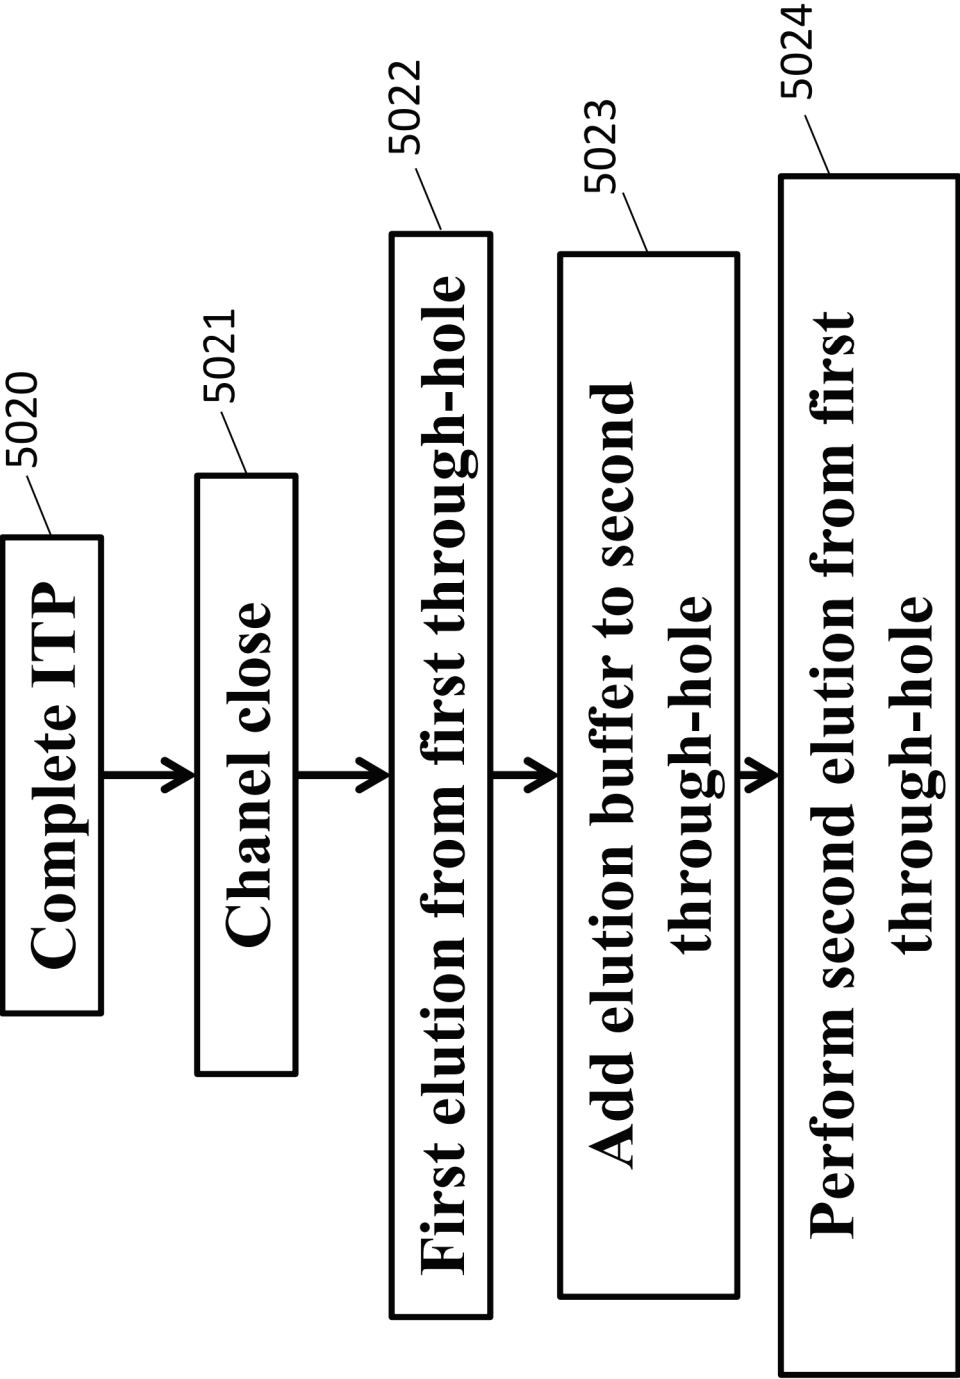 5020
Complete ITP
5021
Chanel close
5022
First elution from first through-hole
5023
Add elution buffer to second
through-hole
5024
Perform second elution from first
through-hole